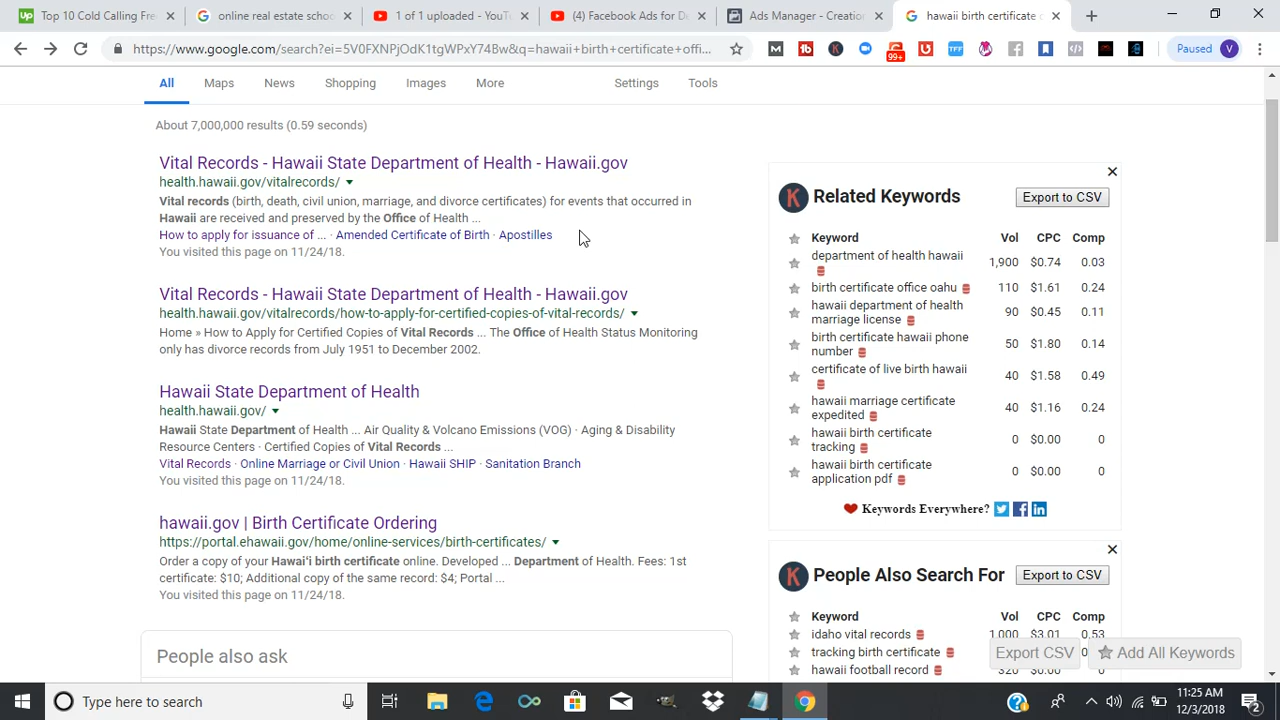 Up Top 10 Cold Calling Fre
online real estate schoo
1 of 1 uploaded - YouT
(4) Facebook Ads for De
Ads Manager - Creation
hawaii birth certificate
https://www.google.com/search?ei=5V0FXNPjOdK1tgWPxY74Bw&q=hawaii+birth+certificate+offi...
99+
Paused V
All Maps News Shopping Images More Settings Tools
About 7,000,000 results (0.59 seconds)
Vital Records - Hawaii State Department of Health - Hawaii.gov
health.hawaii.gov/vitalrecords/
Vital records (birth, death, civil union, marriage, and divorce certificates) for events that occurred in
Hawaii are received and preserved by the Office of Health ...
How to apply for issuance of ... · Amended Certificate of Birth · Apostilles
You visited this page on 11/24/18.
Vital Records - Hawaii State Department of Health - Hawaii.gov
health.hawaii.gov/vitalrecords/how-to-apply-for-certified-copies-of-vital-records/
Home » How to Apply for Certified Copies of Vital Records ... The Office of Health Status Monitoring
only has divorce records from July 1951 to December 2002.
Hawaii State Department of Health
health.hawaii.gov/
Hawaii State Department of Health ... Air Quality & Volcano Emissions (VOG) · Aging & Disability
Resource Centers · Certified Copies of Vital Records ...
Vital Records · Online Marriage or Civil Union · Hawaii SHIP · Sanitation Branch
You visited this page on 11/24/18.
hawaii.gov | Birth Certificate Ordering
https://portal.ehawaii.gov/home/online-services/birth-certificates/
Order a copy of your Hawai‘i birth certificate online. Developed ... Department of Health. Fees: 1st
certificate: $10; Additional copy of the same record: $4; Portal ...
You visited this page on 11/24/18.
People also ask
K Related Keywords Export to CSV
Keyword Vol CPC Comp
department of health hawaii 1,900 $0.74 0.03
birth certificate office oahu 110 $1.61 0.24
hawaii department of health
marriage license 90 $0.45 0.11
birth certificate hawaii phone
number 50 $1.80 0.14
certificate of live birth hawaii 40 $1.58 0.49
hawaii marriage certificate
expedited 40 $1.16 0.24
hawaii birth certificate
tracking 0 $0.00 0
hawaii birth certificate
application pdf 0 $0.00 0
Keywords Everywhere?
K People Also Search For Export to CSV
Keyword Vol CPC Comp
idaho vital records 1,000 $3.01 0.53
tracking birth certificate
hawaii football record 320 $0.00
Export CSV Add All Keywords
Type here to search
11:25 AM
12/3/2018
2